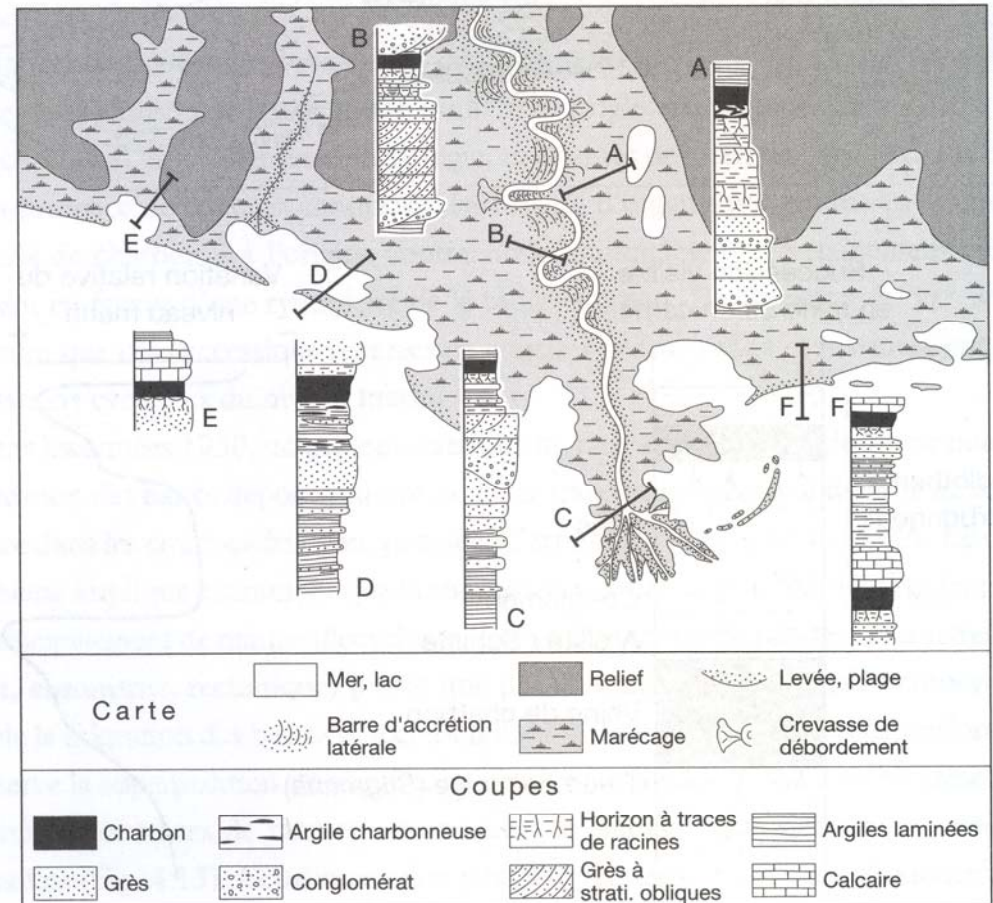 B
A
A
B
E
D
F
F
E
C
D
C
Carte
Mer, lac
Relief
Levée, plage
Barre d'acrétion
latérale
Marécage
Crevasse de
débordement
Coupes
Charbon
Argile charbonneuse
Horizon à traces
de racines
Argiles laminées
Grès
Conglomérat
Grès à
strati. obliques
Calcaire